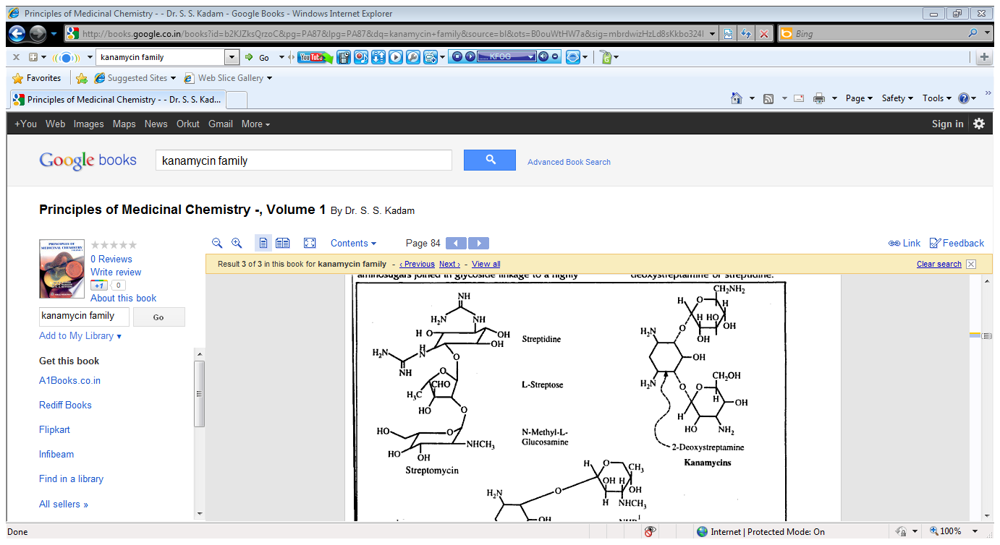 Principles of Medicinal Chemistry - - Dr. S. S. Kadam - Google Books - Windows Internet Explorer
http://books.google.co.in/books?id=b2KJZksQrzoC&pg=PA87&lpg=PA87&dq=kanamycin+family&source=bl&ots=B0ouWtHW7a&sig=mbrdwizHzLd8sKkbo324l
Bing
kanamycin family
Go
You Tube
KFOG
Favorites
Suggested Sites
Web Slice Gallery
Principles of Medicinal Chemistry - - Dr. S. S. Kad...
Page Safety Tools
+You Web Images Maps News Orkut Gmail More
Sign in
Google books
kanamycin family
Advanced Book Search
Principles of Medicinal Chemistry -, Volume 1 By Dr. S. S. Kadam
0 Reviews
Write review
+1 0
About this book
kanamycin family Go
Add to My Library
Get this book
A1Books.co.in
Rediff Books
Flipkart
Infibeam
Find in a library
All sellers »
Contents Page 84
Link Feedback
Result 3 of 3 in this book for kanamycin family - ‹ Previous Next › - View all
Clear search
aminosugars joined in glycoside linkage to a highly
deoxystreptamine or streptidine.
NH
H₂N
NH
H O
OH
OH
H₂N
H
N
NH
O
Streptidine
O
CHO
H₃C
HO
O
L-Streptose
HO
O
NHCH₃
HO
OH
N-Methyl-L-
Glucosamine
Streptomycin
CH₂NH₂
H
O
H
H HO
OH
OH
H₂N
O
OH
H₂N
O
CH₂OH
O
H
OH
H
HO
NH₂
2-Deoxystreptamine
Kanamycins
H
O
CH₃
OH H
OH
H
NHCH₃
H₂N
O
OH
Done
Internet | Protected Mode: On
100%